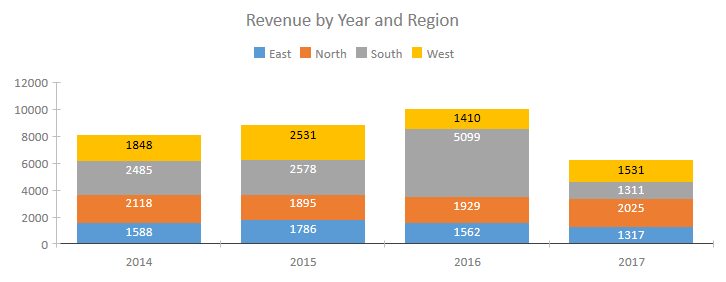 Revenue by Year and Region
East North South West
12000
10000
8000
6000
4000
2000
0
1848 2531 1410 1531
2485 2578 5099 1311
2118 1895 1929 2025
1588 1786 1562 1317
2014 2015 2016 2017